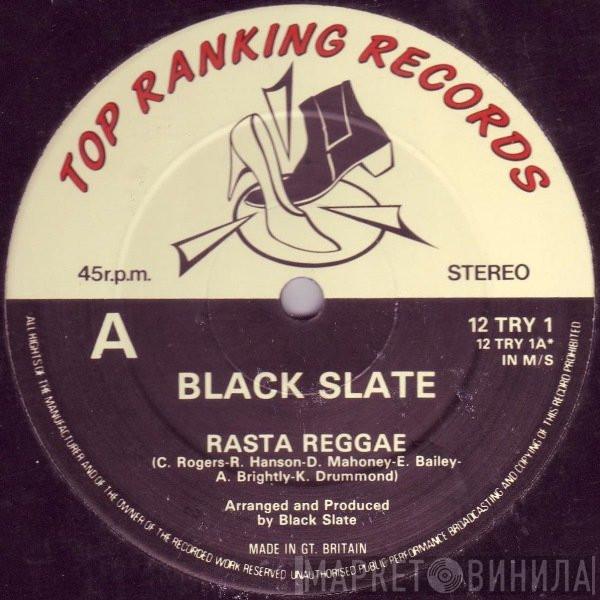 TOP RANKING RECORDS
45r.p.m.
STEREO
A
12 TRY 1
12 TRY 1A*
IN M/S
BLACK SLATE
RASTA REGGAE
(C. Rogers-R. Hanson-D. Mahoney-E. Bailey-
A. Brightly-K. Drummond)
Arranged and Produced
by Black Slate
MADE IN GT. BRITAIN
ALL RIGHTS OF THE MANUFACTURER AND OF THE OWNER OF THE RECORDED WORK RESERVED UNAUTHORISED PUBLIC PERFORMANCE BROADCASTING AND COPYING OF THIS RECORD PROHIBITED
МАРКЕТ ВИНИЛА